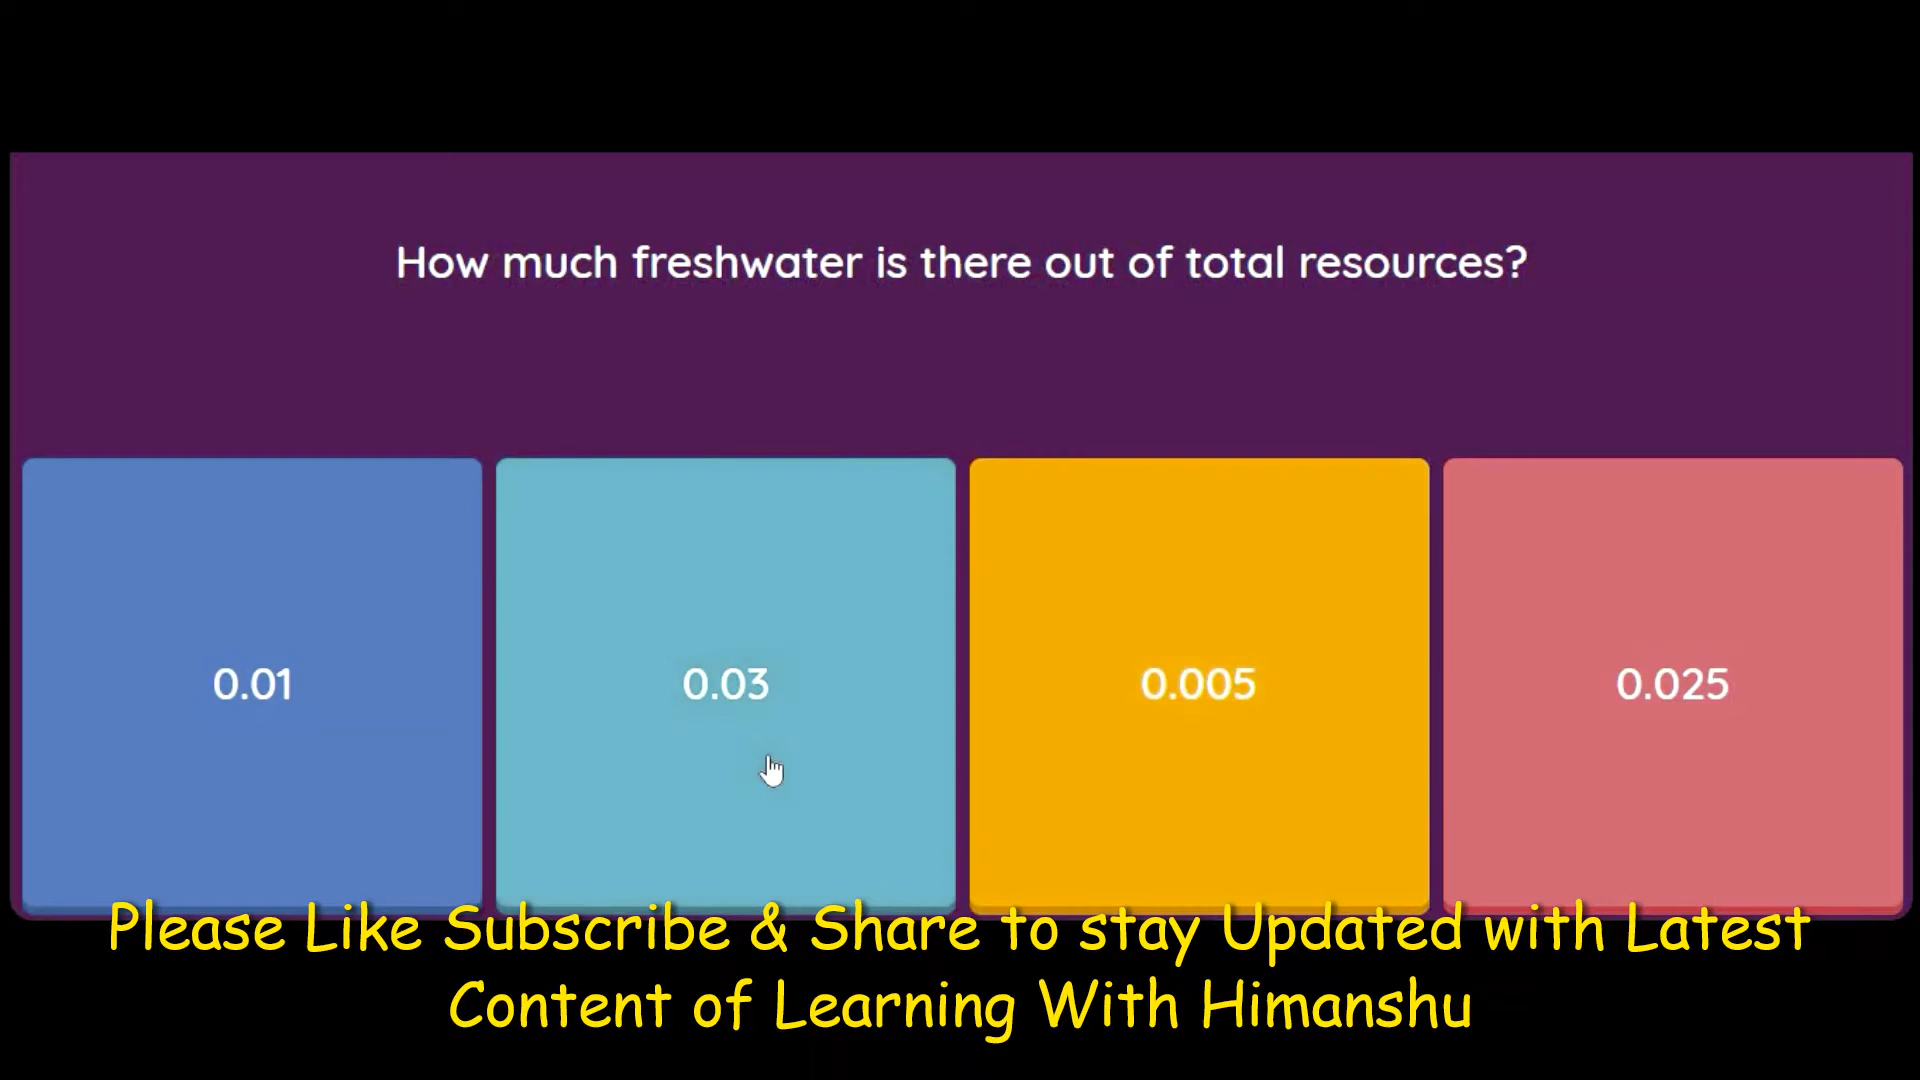 How much freshwater is there out of total resources?
0.01
0.03
0.005
0.025
Please Like Subscribe & Share to stay Updated with Latest
Content of Learning With Himanshu